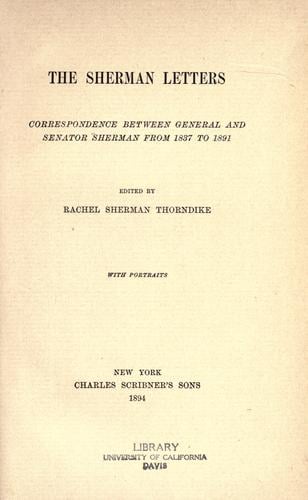 THE SHERMAN LETTERS
CORRESPONDENCE BETWEEN GENERAL AND
SENATOR SHERMAN FROM 1837 TO 1891
EDITED BY
RACHEL SHERMAN THORNDIKE
WITH PORTRAITS
NEW YORK
CHARLES SCRIBNER'S SONS
1894
LIBRARY
UNIVERSITY OF CALIFORNIA
DAVIS